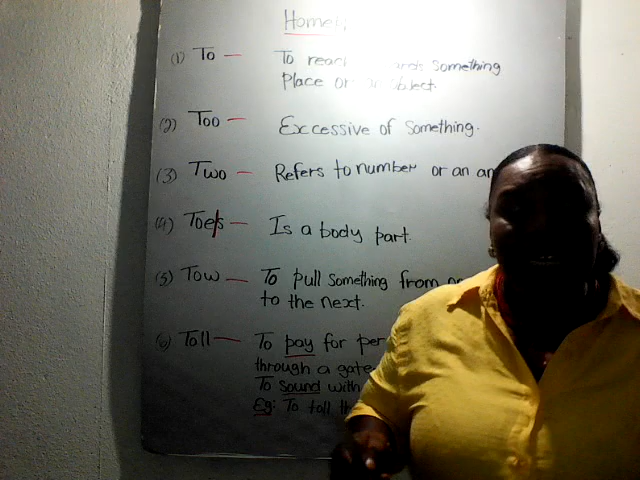 (1) To — To reach something
Place or object.
(2) Too — Excessive of something.
(3) Two — Refers to number or an
(4) Toe/s — Is a body part.
(5) Tow — To pull something from
to the next.
(6) Toll — To pay for
through a gate
To sound with
Eg: To toll